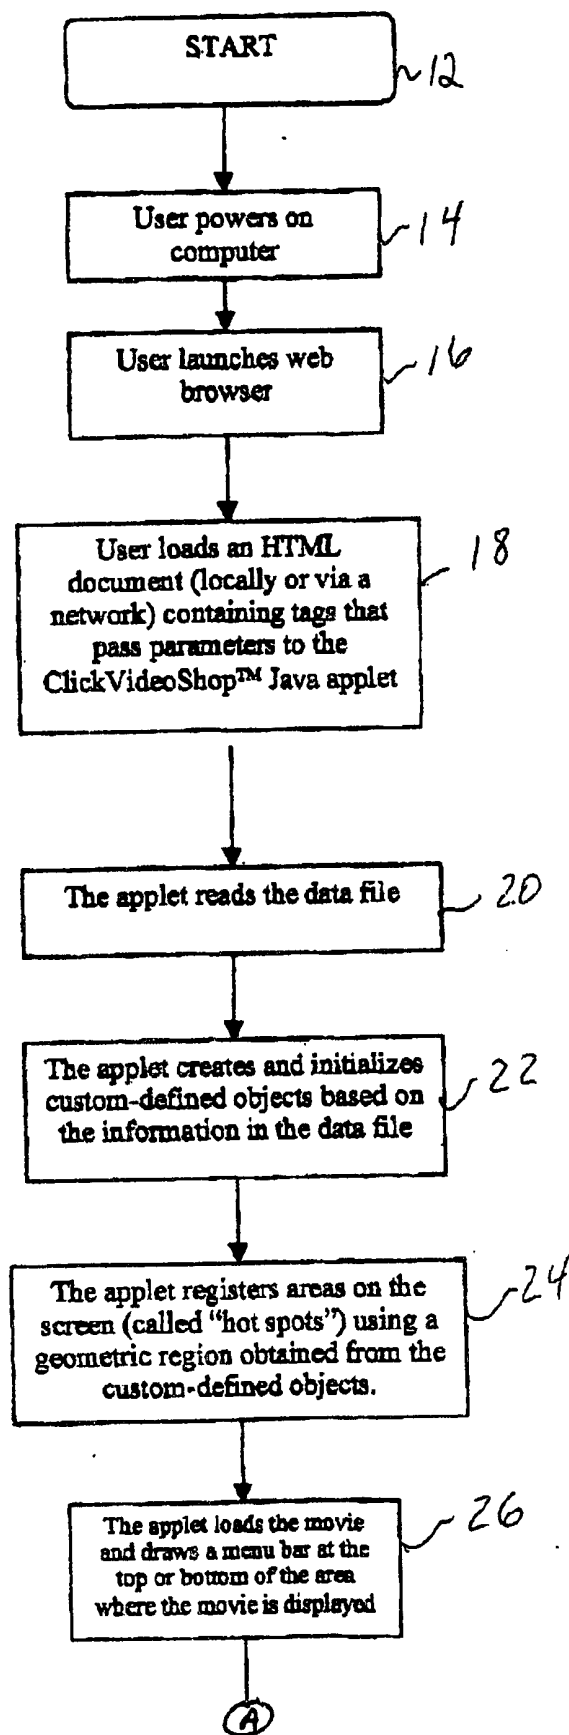 START
12
User powers on
computer
14
User launches web
browser
16
User loads an HTML
document (locally or via a
network) containing tags that
pass parameters to the
ClickVideoShop™ Java applet
18
The applet reads the data file
20
The applet creates and initializes
custom-defined objects based on
the information in the data file
22
The applet registers areas on the
screen (called “hot spots”) using a
geometric region obtained from the
custom-defined objects.
24
The applet loads the movie
and draws a menu bar at the
top or bottom of the area
where the movie is displayed
26
A